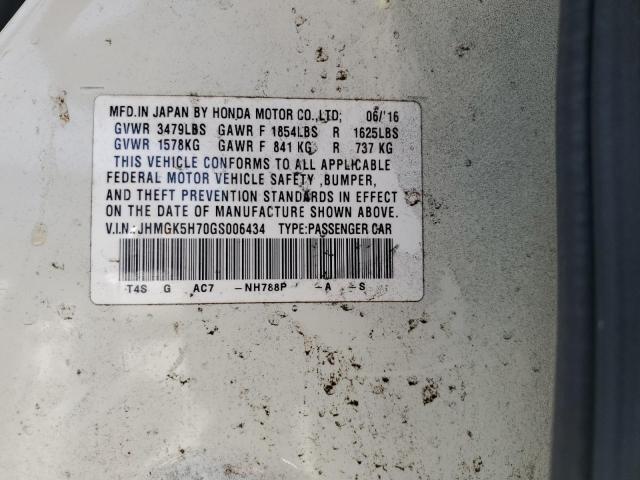 MFD.IN JAPAN BY HONDA MOTOR CO.,LTD; 06/'16
GVWR 3479LBS GAWR F 1854LBS R 1625LBS
GVWR 1578KG GAWR F 841 KG R 737 KG
THIS VEHICLE CONFORMS TO ALL APPLICABLE
FEDERAL MOTOR VEHICLE SAFETY ,BUMPER,
AND THEFT PREVENTION STANDARDS IN EFFECT
ON THE DATE OF MANUFACTURE SHOWN ABOVE.
V.I.N.:JHMGK5H70GS006434 TYPE:PASSENGER CAR
T4S G AC7 -NH788P -A -S